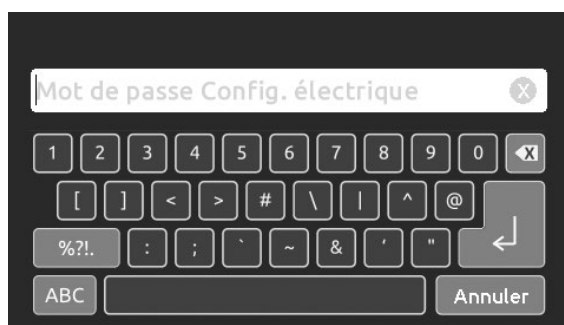 Mot de passe Config. électrique
1 2 3 4 5 6 7 8 9 0
[ ] < > # \ | ^ @
%?!. : ; ` ~ & ‘ "
ABC Annuler